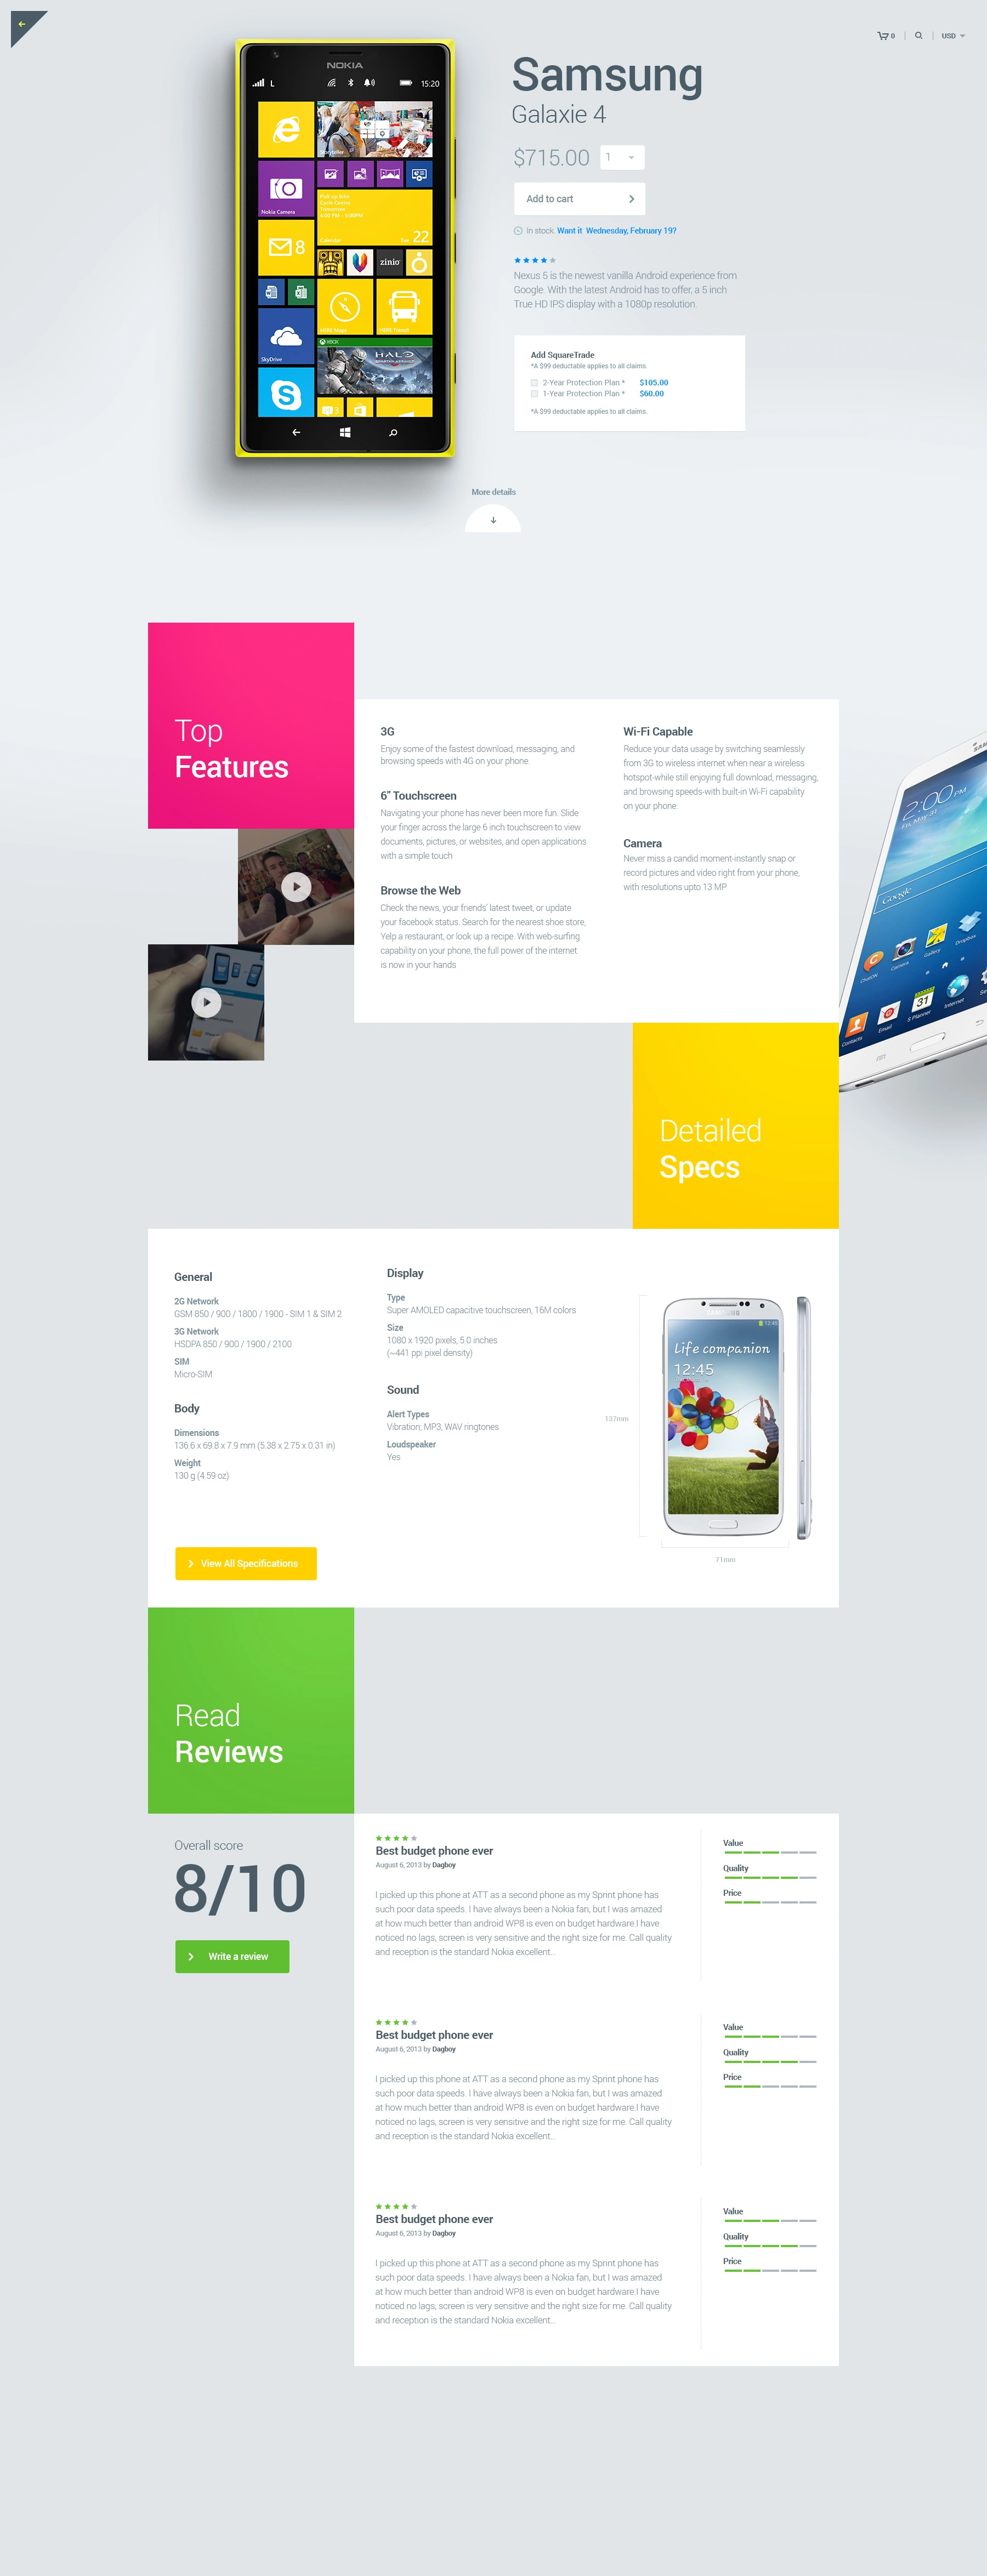 0
USD
NOKIA
L
15:20
Storyteller
Nokia Camera
Pick up bike
Cycle Centre
Tomorrow
4:00 PM - 5:00PM
8
Calendar
Tue 22
zinio
SkyDrive
HERE Maps
HERE Transit
XBOX
HALO
3
Samsung
Galaxie 4
$715.00
1
Add to cart
In stock. Want it Wednesday, February 19?
Nexus 5 is the newest vanilla Android experience from
Google. With the latest Android has to offer, a 5 inch
True HD IPS display with a 1080p resolution.
Add SquareTrade
*A $99 deductable applies to all claims.
2-Year Protection Plan * $105.00
1-Year Protection Plan * $60.00
*A $99 deductable applies to all claims.
More details
Top
Features
3G
Enjoy some of the fastest download, messaging, and
browsing speeds with 4G on your phone.
6" Touchscreen
Navigating your phone has never been more fun. Slide
your finger across the large 6 inch touchscreen to view
documents, pictures, or websites, and open applications
with a simple touch
Browse the Web
Check the news, your friends' latest tweet, or update
your facebook status. Search for the nearest shoe store,
Yelp a restaurant, or look up a recipe. With web-surfing
capability on your phone, the full power of the internet
is now in your hands
Wi-Fi Capable
Reduce your data usage by switching seamlessly
from 3G to wireless internet when near a wireless
hotspot-while still enjoying full download, messaging,
and browsing speeds-with built-in Wi-Fi capability
on your phone.
Camera
Never miss a candid moment-instantly snap or
record pictures and video right from your phone,
with resolutions upto 13 MP
2:00 PM
Fri, May 31
Google
ChatON
Camera
Gallery
Dropbox
Contacts
Email
31
S Planner
Internet
Detailed
Specs
General
2G Network
GSM 850 / 900 / 1800 / 1900 - SIM 1 & SIM 2
3G Network
HSDPA 850 / 900 / 1900 / 2100
SIM
Micro-SIM
Body
Dimensions
136.6 x 69.8 x 7.9 mm (5.38 x 2.75 x 0.31 in)
Weight
130 g (4.59 oz)
View All Specifications
Display
Type
Super AMOLED capacitive touchscreen, 16M colors
Size
1080 x 1920 pixels, 5.0 inches
(~441 ppi pixel density)
Sound
Alert Types
Vibration; MP3, WAV ringtones
Loudspeaker
Yes
SAMSUNG
12:45
Life companion
12:45
137mm
71mm
Read
Reviews
Overall score
8/10
Write a review
Best budget phone ever
August 6, 2013 by Dagboy
I picked up this phone at ATT as a second phone as my Sprint phone has
such poor data speeds. I have always been a Nokia fan, but I was amazed
at how much better than android WP8 is even on budget hardware.I have
noticed no lags, screen is very sensitive and the right size for me. Call quality
and reception is the standard Nokia excellent...
Value
Quality
Price
Best budget phone ever
August 6, 2013 by Dagboy
I picked up this phone at ATT as a second phone as my Sprint phone has
such poor data speeds. I have always been a Nokia fan, but I was amazed
at how much better than android WP8 is even on budget hardware.I have
noticed no lags, screen is very sensitive and the right size for me. Call quality
and reception is the standard Nokia excellent...
Value
Quality
Price
Best budget phone ever
August 6, 2013 by Dagboy
I picked up this phone at ATT as a second phone as my Sprint phone has
such poor data speeds. I have always been a Nokia fan, but I was amazed
at how much better than android WP8 is even on budget hardware.I have
noticed no lags, screen is very sensitive and the right size for me. Call quality
and reception is the standard Nokia excellent...
Value
Quality
Price